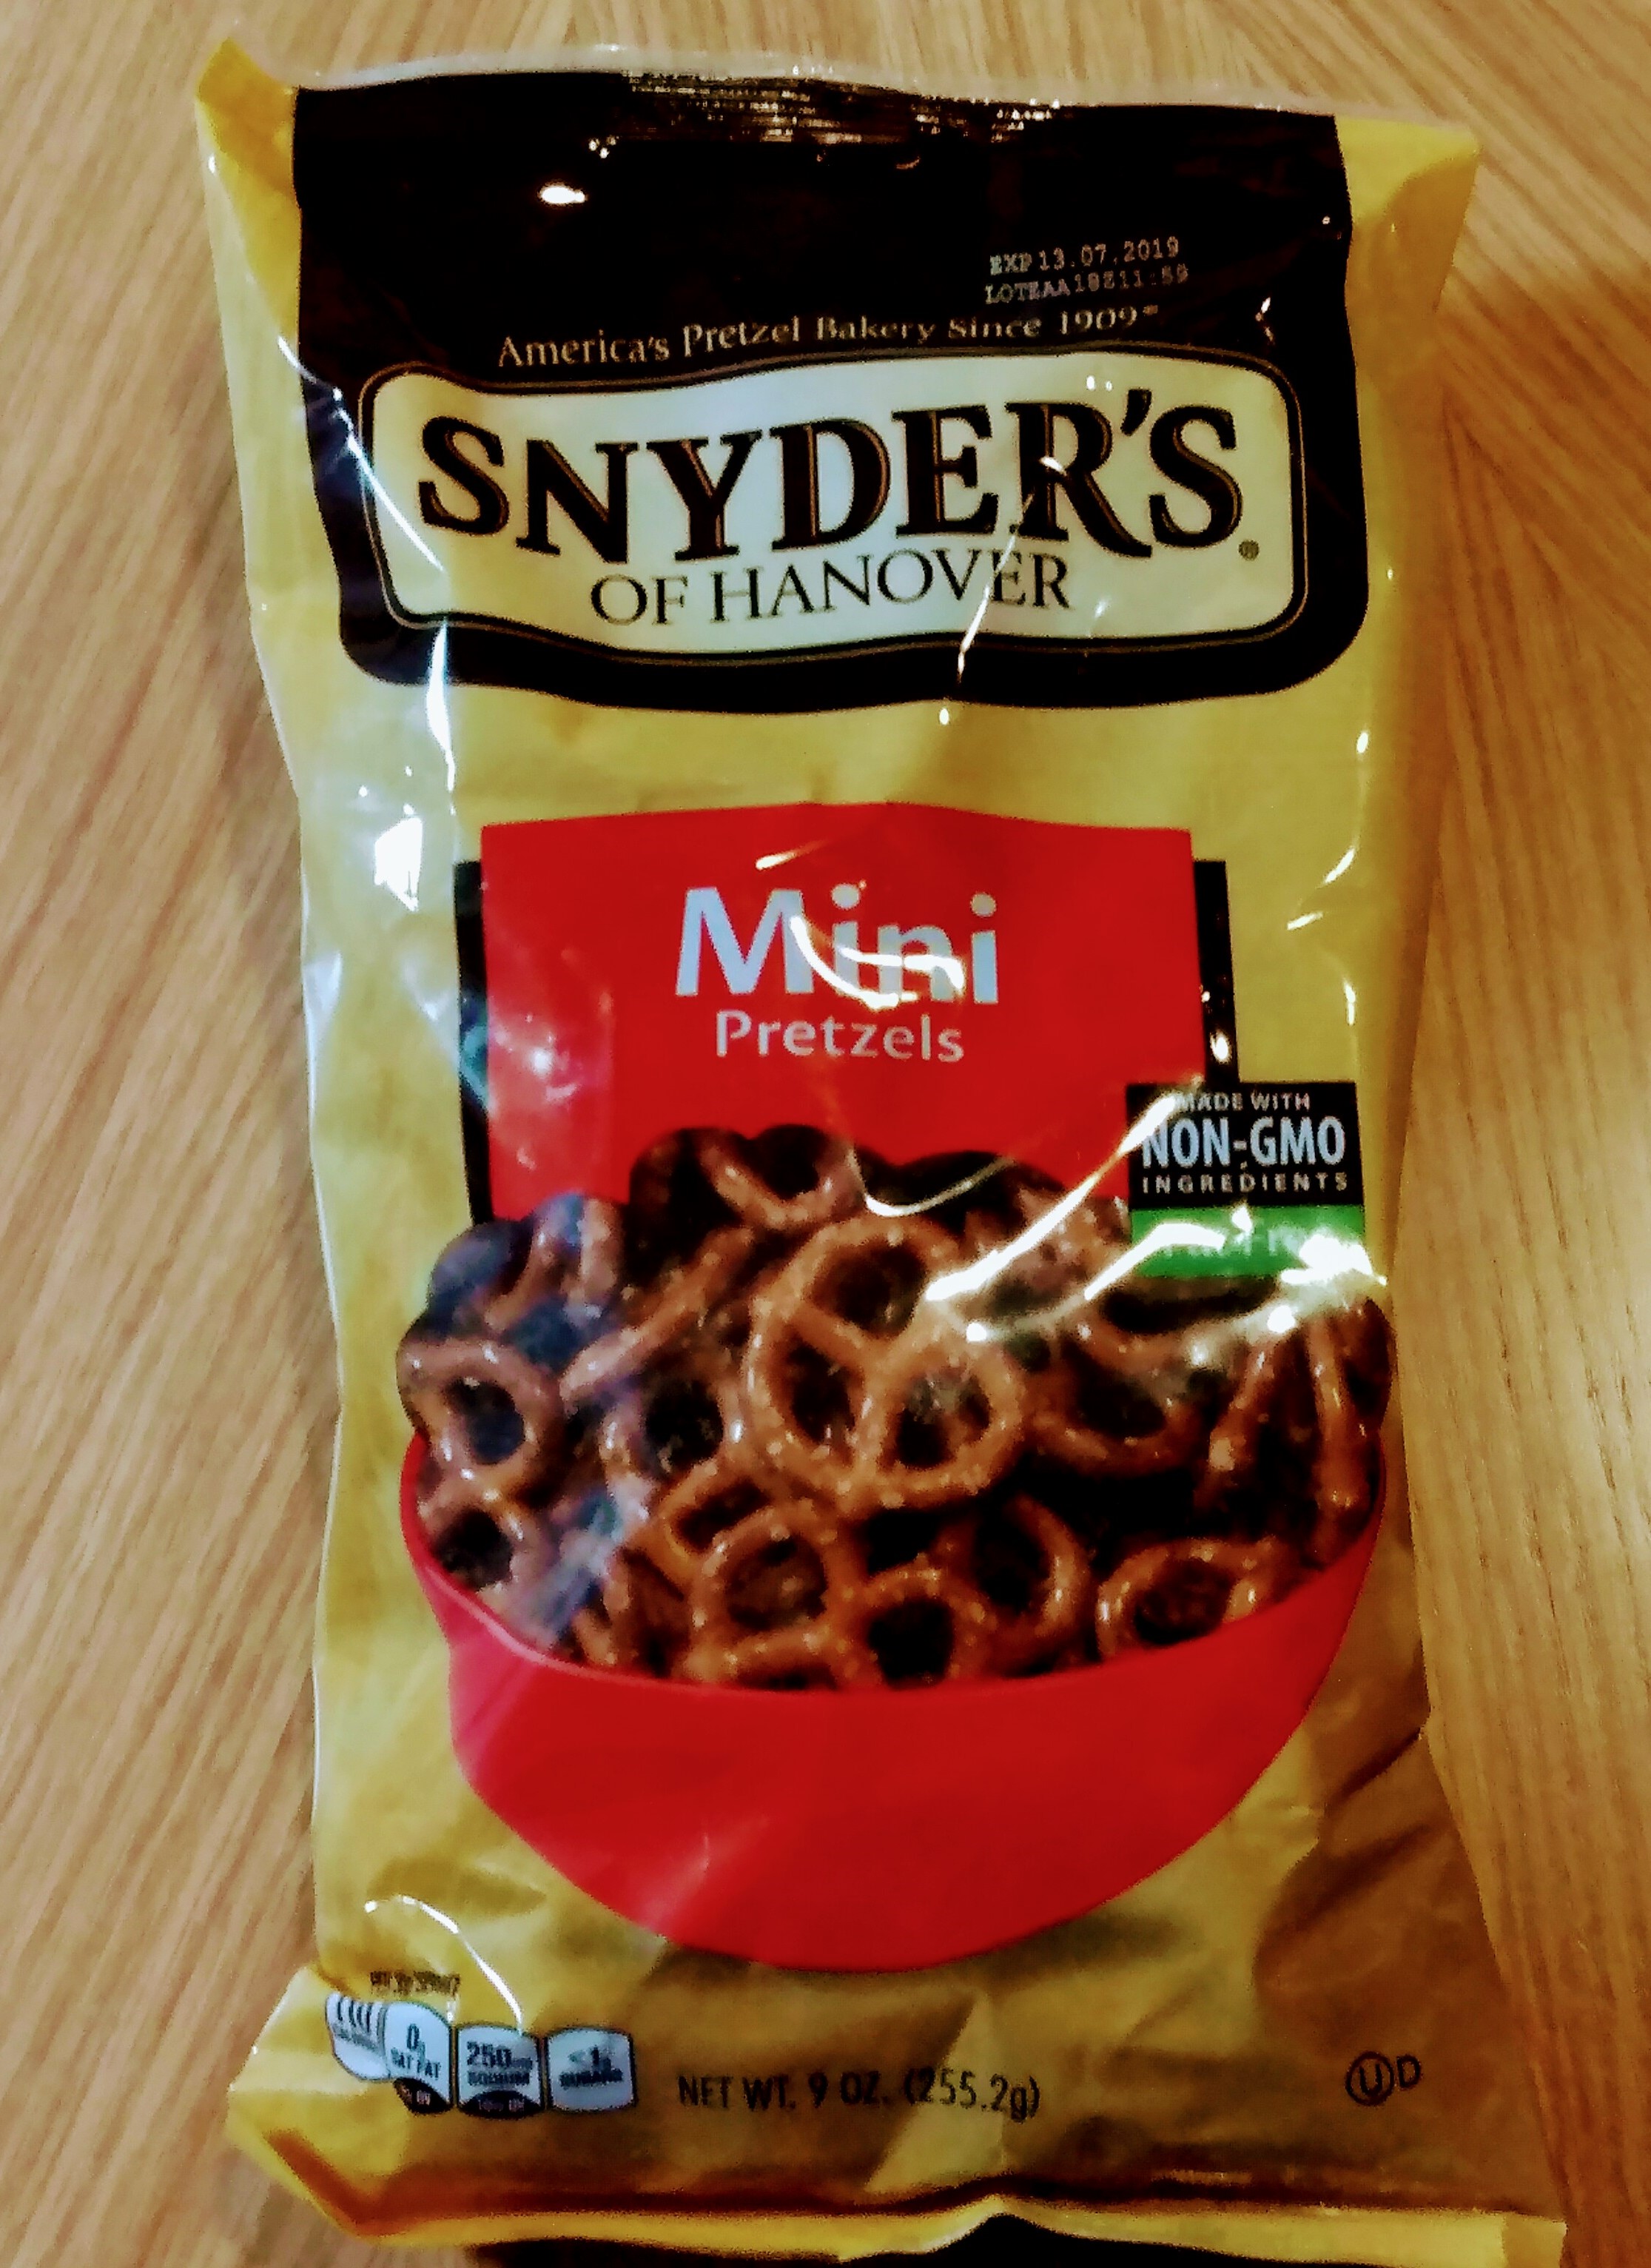 EXP 13.07.2019
America's Pretzel Bakery Since 1909
SNYDER'S®
OF HANOVER
Mini
Pretzels
MADE WITH
NON-GMO
INGREDIENTS
0g
SAT FAT
250mg
SODIUM
<1g
SUGARS
NET WT. 9 OZ. (255.2g)
U D